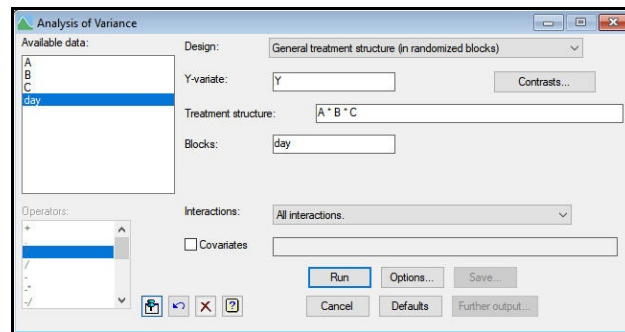 Analysis of Variance
Available data:
A
B
C
day
Design: General treatment structure (in randomized blocks)
Y-variate: Y Contrasts...
Treatment structure: A * B * C
Blocks: day
Operators:
+
.
/
-
-*
-/
Interactions: All interactions.
Covariates
Run Options... Save...
Cancel Defaults Further output...